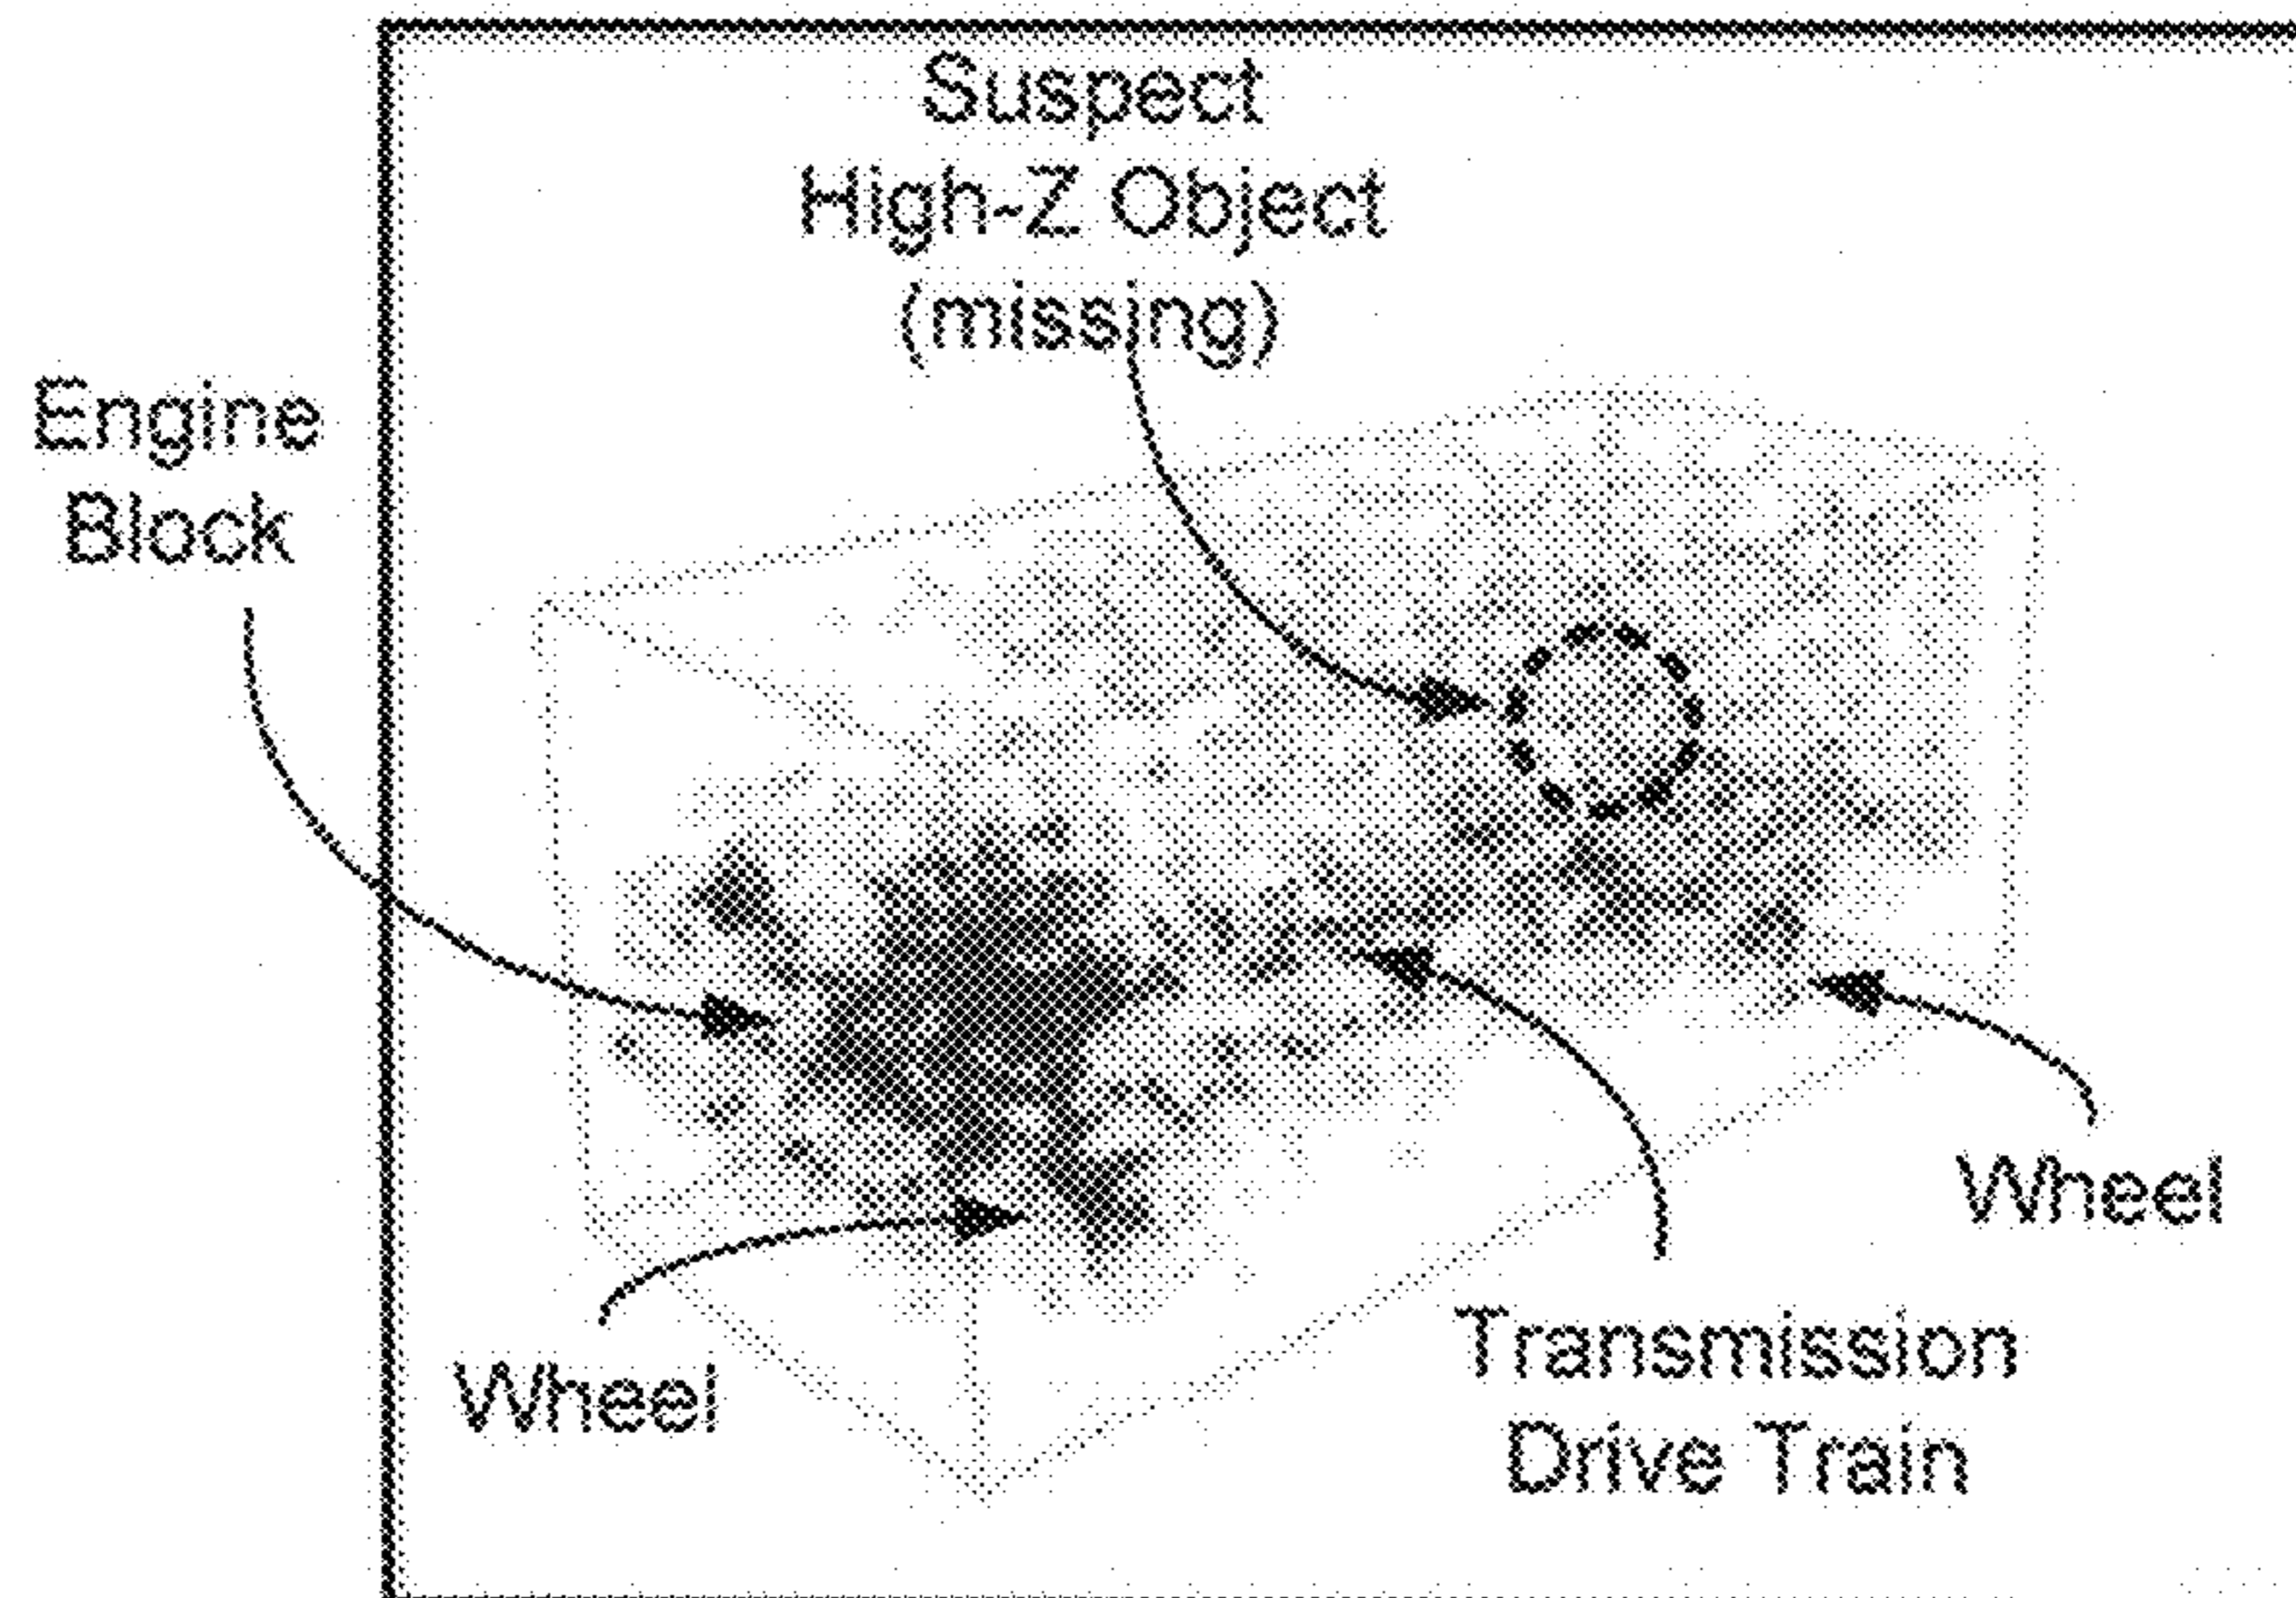 Suspect
High-Z Object
(missing)
Engine
Block
Wheel
Transmission
Drive Train
Wheel